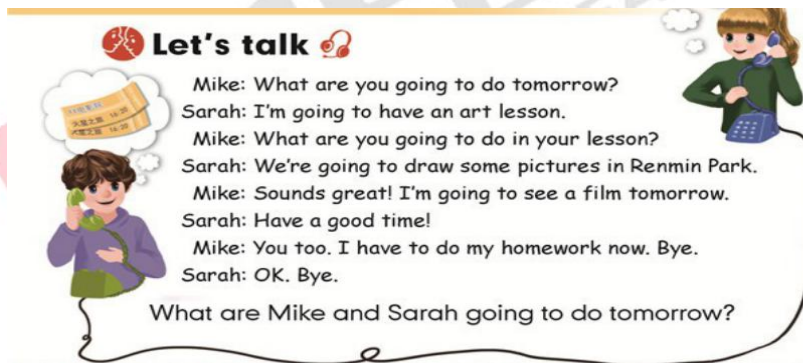 Let's talk
Mike: What are you going to do tomorrow?
Sarah: I'm going to have an art lesson.
Mike: What are you going to do in your lesson?
Sarah: We're going to draw some pictures in Renmin Park.
Mike: Sounds great! I'm going to see a film tomorrow.
Sarah: Have a good time!
Mike: You too. I have to do my homework now. Bye.
Sarah: OK. Bye.
What are Mike and Sarah going to do tomorrow?